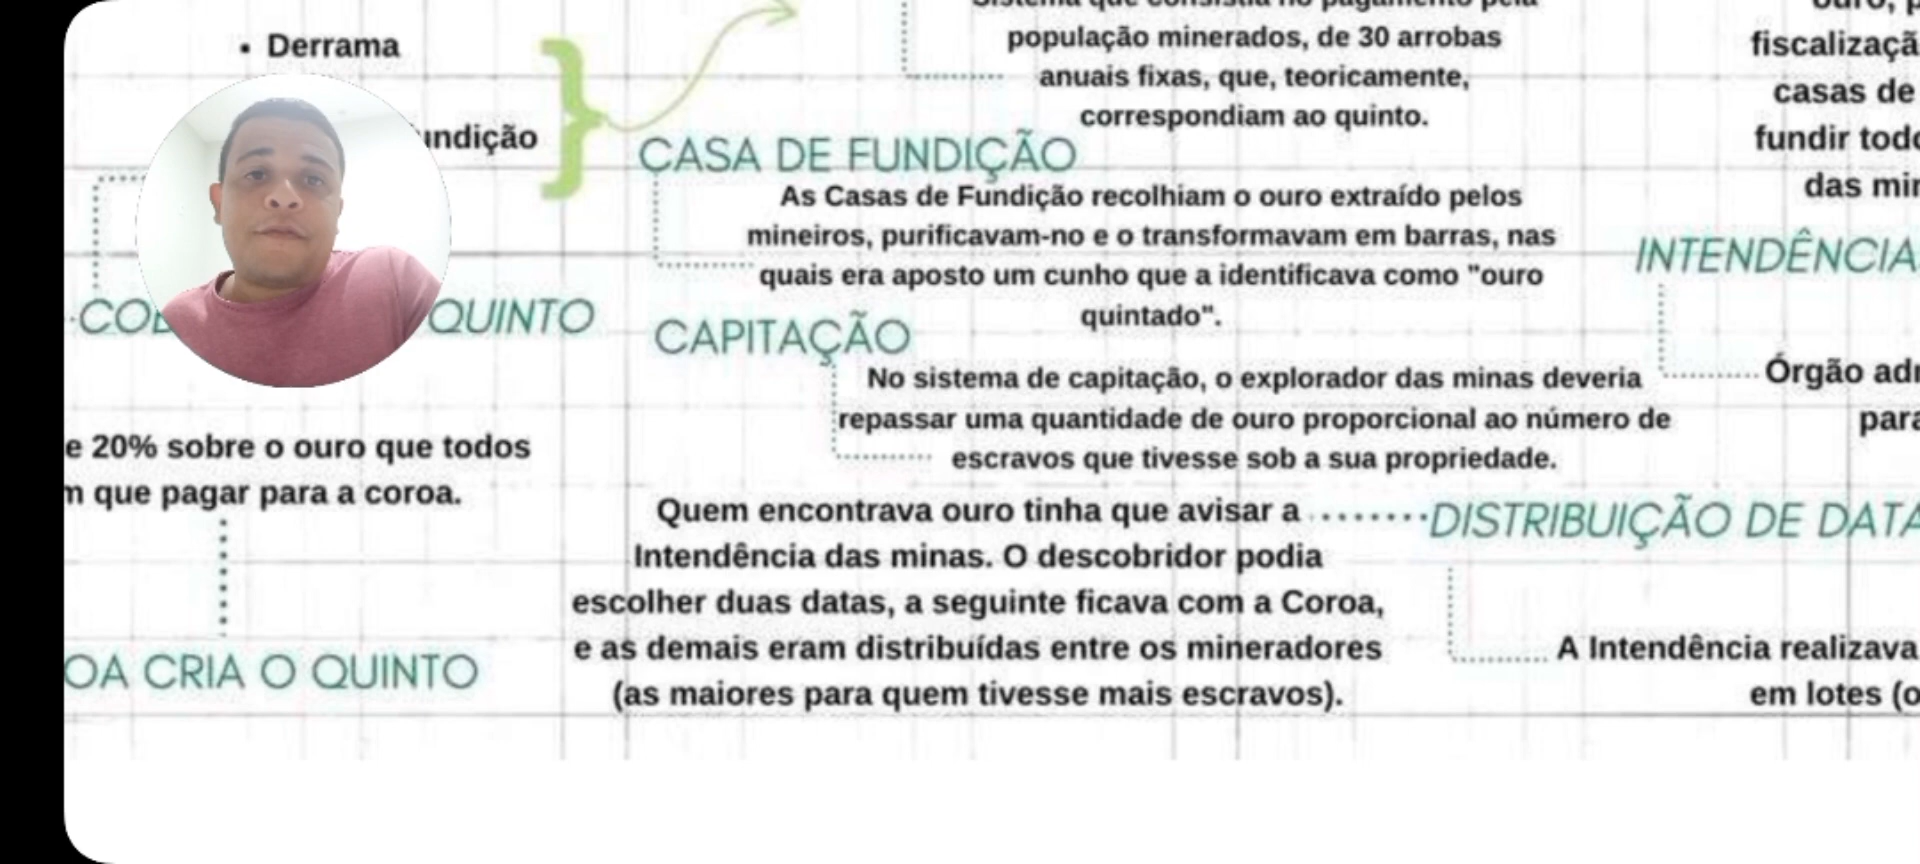 • Derrama
undição
população minerados, de 30 arrobas
anuais fixas, que, teoricamente,
correspondiam ao quinto.
CASA DE FUNDIÇÃO
As Casas de Fundição recolhiam o ouro extraído pelos
mineiros, purificavam-no e o transformavam em barras, nas
quais era aposto um cunho que a identificava como "ouro
quintado".
QUINTO
CAPITAÇÃO
No sistema de capitação, o explorador das minas deveria
repassar uma quantidade de ouro proporcional ao número de
escravos que tivesse sob a sua propriedade.
e 20% sobre o ouro que todos
m que pagar para a coroa.
OA CRIA O QUINTO
Quem encontrava ouro tinha que avisar a
Intendência das minas. O descobridor podia
escolher duas datas, a seguinte ficava com a Coroa,
e as demais eram distribuídas entre os mineradores
(as maiores para quem tivesse mais escravos).
fiscalizaçã
casas de
fundir todo
das min
INTENDÊNCIA
Órgão adm
para
DISTRIBUIÇÃO DE DATA
A Intendência realizava
em lotes (o